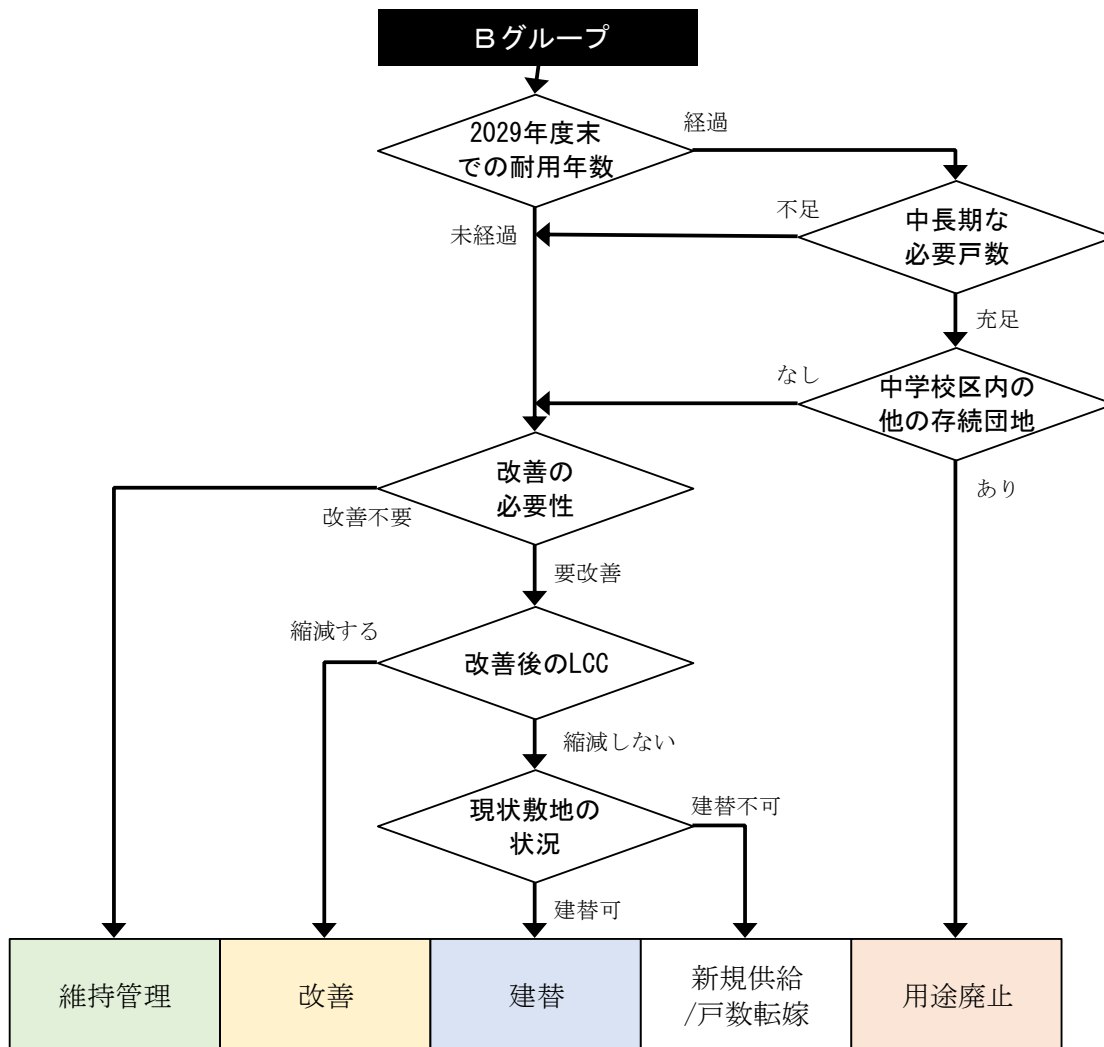 Ｂグループ
2029年度末
での耐用年数
経過
未経過
不足
中長期な
必要戸数
充足
なし
中学校区内の
他の存続団地
あり
改善の
必要性
改善不要
要改善
縮減する
改善後のLCC
縮減しない
現状敷地の
状況
建替不可
建替可
維持管理
改善
建替
新規供給
/戸数転嫁
用途廃止